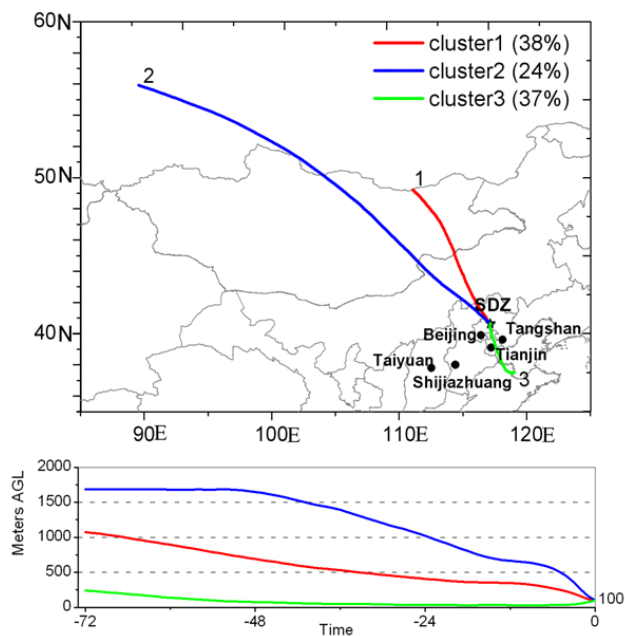 60N
50N
40N
90E
100E
110E
120E
cluster1 (38%)
cluster2 (24%)
cluster3 (37%)
2
1
SDZ
Beijing
Tangshan
Tianjin
Taiyuan
Shijiazhuang
3
Meters AGL
2000
1500
1000
500
0
100
-72
-48
-24
0
Time